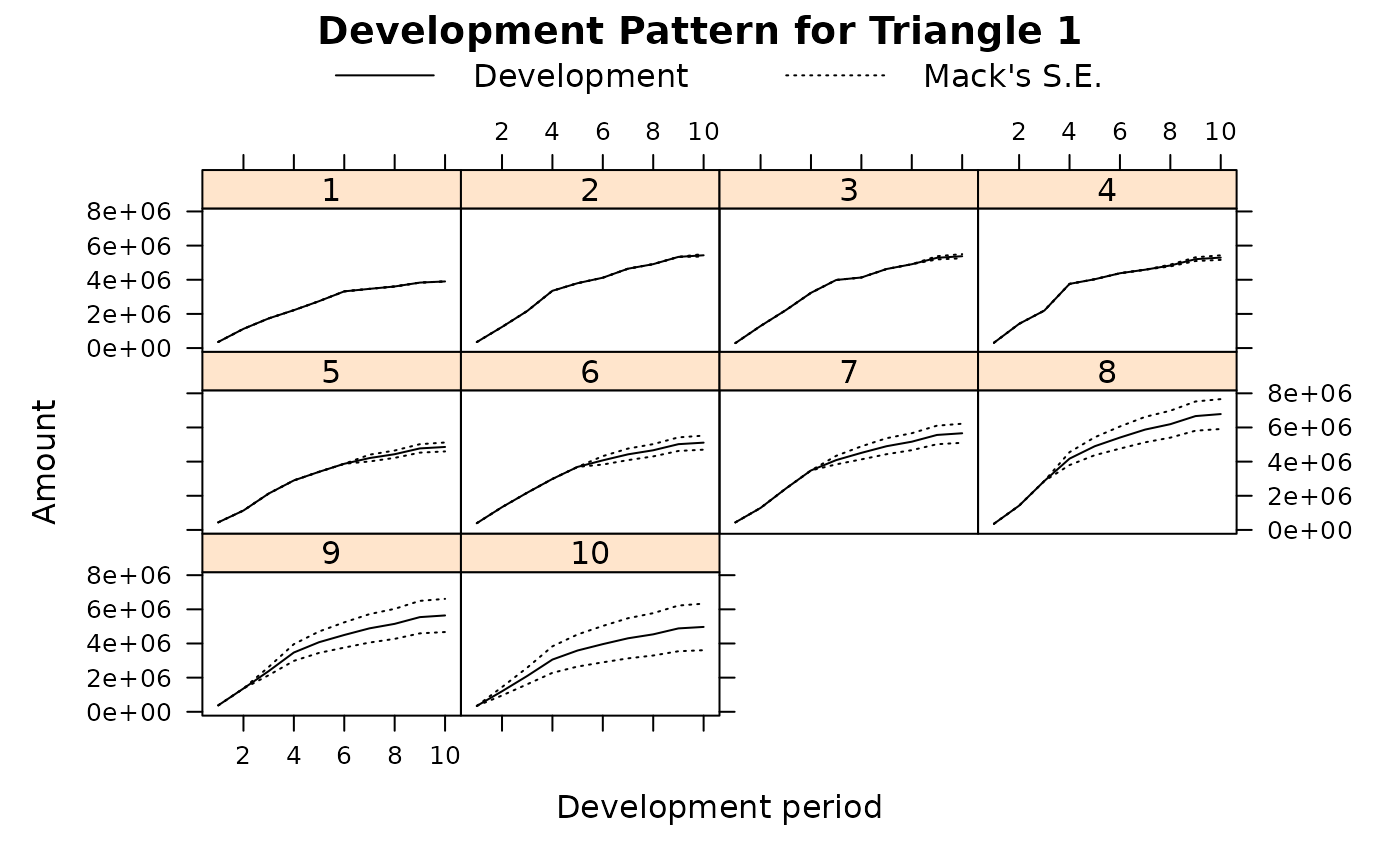 Development Pattern for Triangle 1
Development Mack's S.E.
2 4 6 8 10 2 4 6 8 10
1 2 3 4
8e+06
6e+06
4e+06
2e+06
0e+00
5 6 7 8
8e+06
6e+06
4e+06
2e+06
0e+00
9 10
8e+06
6e+06
4e+06
2e+06
0e+00
2 4 6 8 10
Amount
Development period